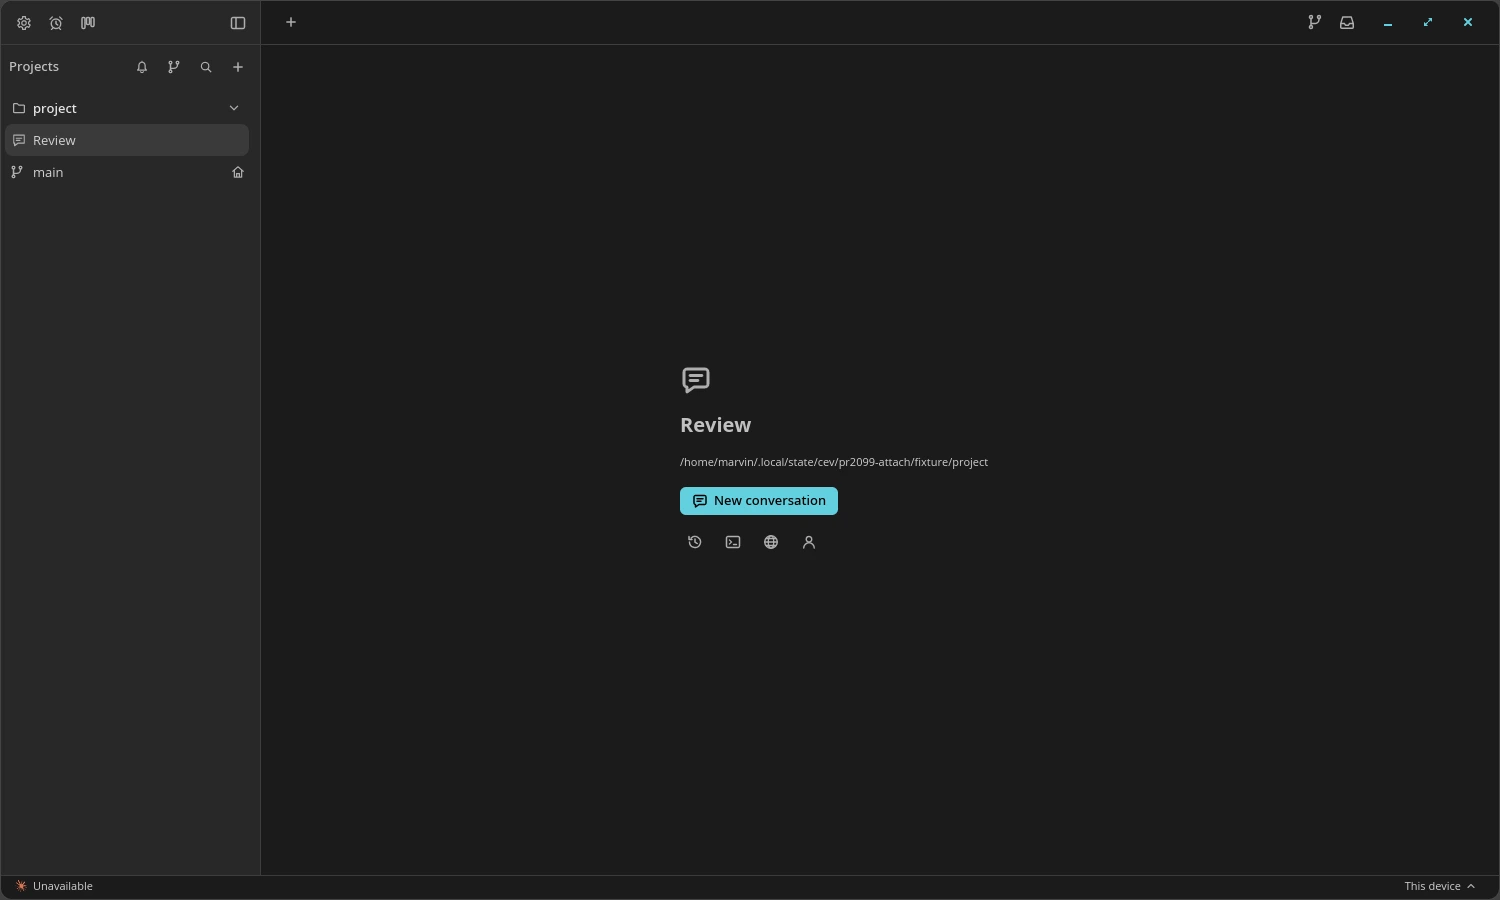 Projects
project
Review
main
Review
/home/marvin/.local/state/cev/pr2099-attach/fixture/project
New conversation
Unavailable
This device